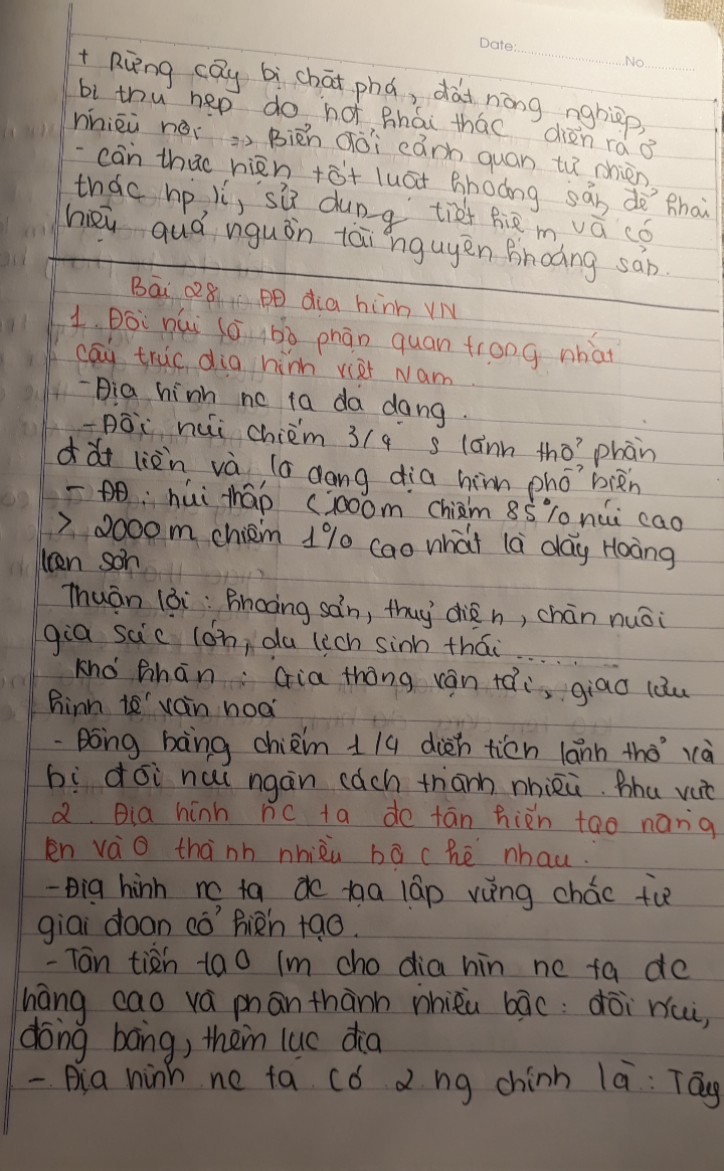 Date: No
+ Rừng cây bị chặt phá, đất nông nghiệp,
bị thu hẹp do hđ khai thác diễn ra ở
nhiều nơi => Biến đổi cảnh quan tự nhiên
- cần thực hiện tốt luật khoáng sản để khai
thác hp lí, sử dụng tiết kiệm và có
hiệu quả nguồn tài nguyên khoáng sản.
Bài 28: ĐĐ địa hình VN
1. Đồi núi là bộ phận quan trọng nhất
cấu trúc địa hình việt Nam.
- Địa hình nc ta đa dạng.
- Đồi núi chiếm 3/4 s lãnh thổ phần
đất liền và là dạng địa hình phổ biến
- ĐĐ: núi thấp <1000m chiếm 85% núi cao
> 2000m chiếm 1% cao nhất là dãy Hoàng
Lien sơn
Thuận lợi: khoáng sản, thuỷ điện, chăn nuôi
gia súc lớn, du lịch sinh thái.....
Khó khăn: Gia thông vận tải, giao lưu
kinh tế văn hoá
- Đồng bằng chiếm 1/4 diện tích lãnh thổ và
bị đồi núi ngăn cách thành nhiều khu vực
2. Địa hình nc ta đc tân kiến tạo nâng
lên và thành nhiều bậc kế nhau.
- Địa hình nc ta đc tạa lập vững chắc từ
giai đoạn cổ kiến tạo.
- Tân tiến tạo lm cho địa hìn nc ta đc
nâng cao và phân thành nhiều bậc: đồi núi,
đồng bằng, thềm lục địa
- Địa hình nc ta có 2 ng chính là: Tây